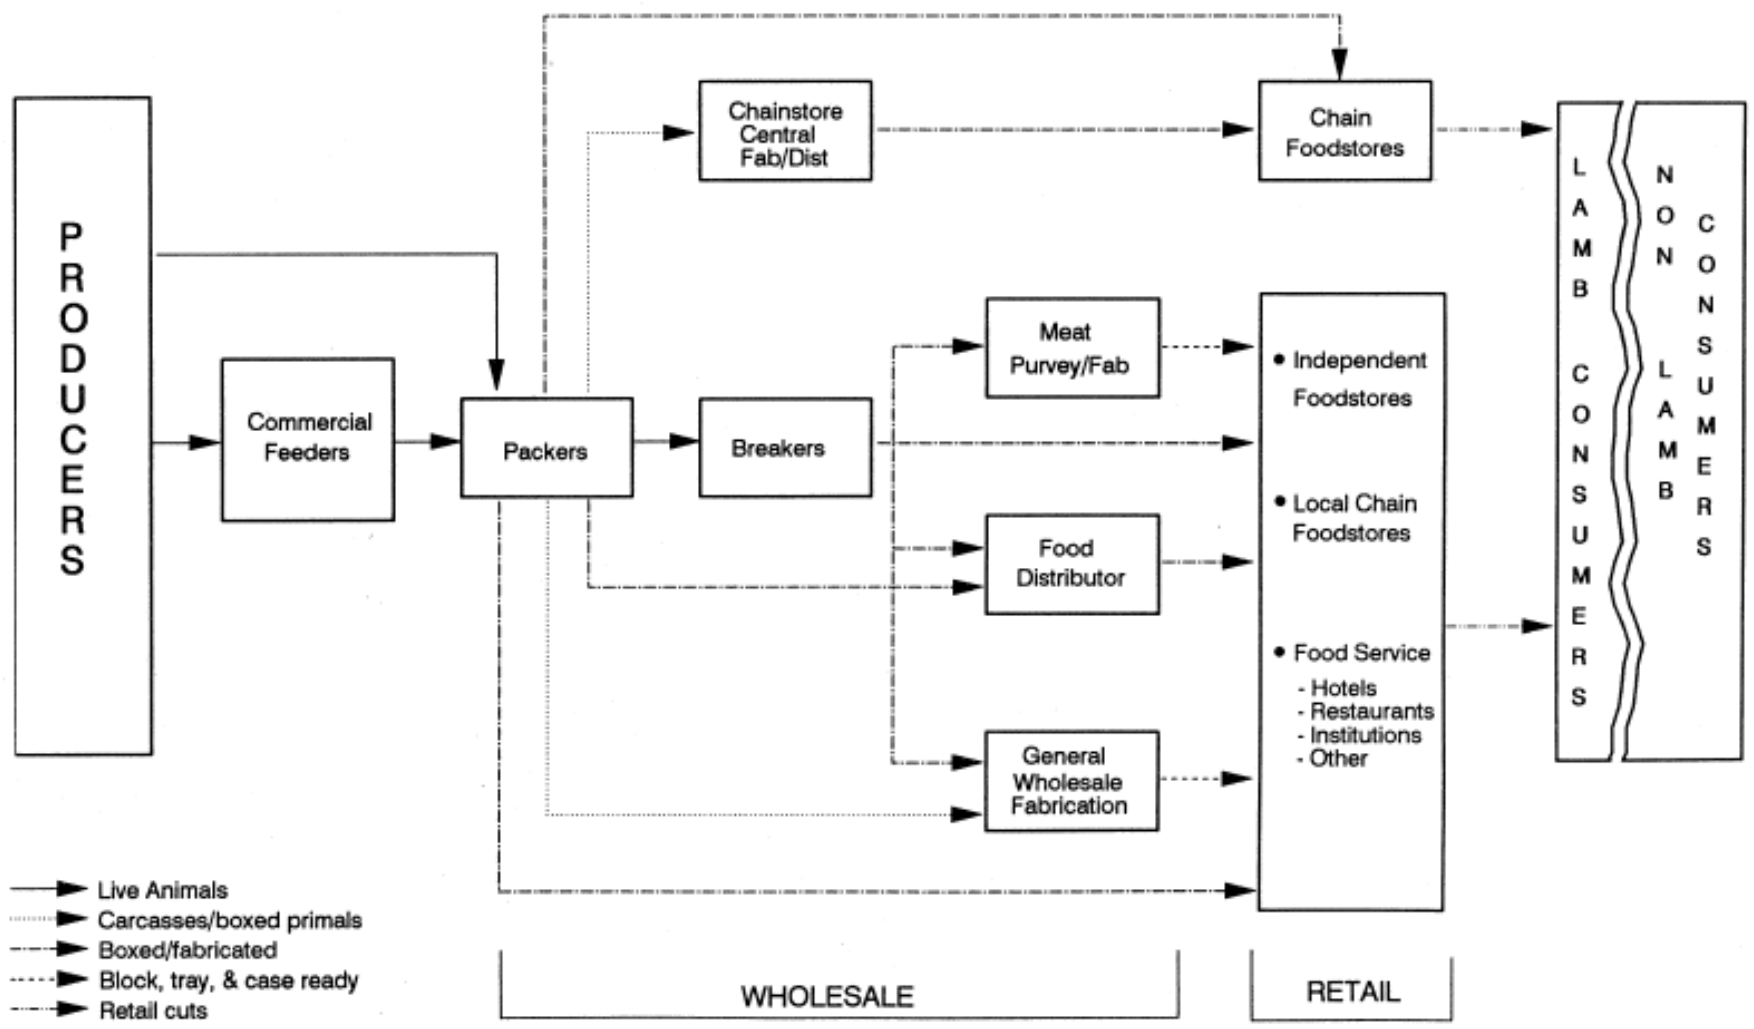 PRODUCERS
Commercial
Feeders
Packers
Chainstore
Central
Fab/Dist
Breakers
Meat
Purvey/Fab
Food
Distributor
General
Wholesale
Fabrication
Chain
Foodstores
• Independent
Foodstores
• Local Chain
Foodstores
• Food Service
- Hotels
- Restaurants
- Institutions
- Other
LAMB CONSUMERS
NON LAMB
CONSUMERS
Live Animals
Carcasses/boxed primals
Boxed/fabricated
Block, tray, & case ready
Retail cuts
WHOLESALE
RETAIL